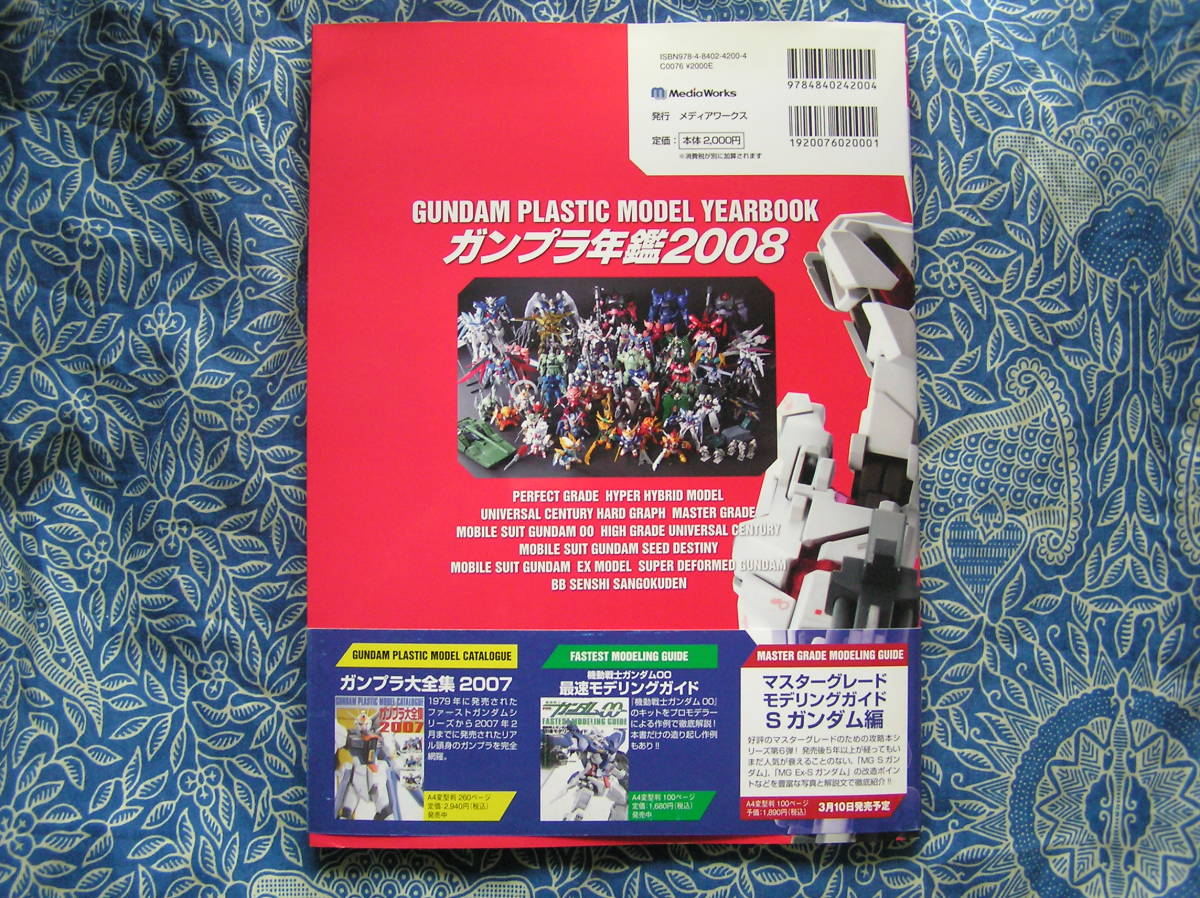 ISBN978-4-8402-4200-4
C0076 ¥2000E
9784840242004
MediaWorks
発行 メディアワークス
定価：本体2,000円
※消費税が別に加算されます
1920076020001
GUNDAM PLASTIC MODEL YEARBOOK
ガンプラ年鑑2008
PERFECT GRADE HYPER HYBRID MODEL
UNIVERSAL CENTURY HARD GRAPH MASTER GRADE
MOBILE SUIT GUNDAM 00 HIGH GRADE UNIVERSAL CENTURY
MOBILE SUIT GUNDAM SEED DESTINY
MOBILE SUIT GUNDAM EX MODEL SUPER DEFORMED GUNDAM
BB SENSHI SANGOKUDEN
GUNDAM PLASTIC MODEL CATALOGUE
ガンプラ大全集 2007
GUNDAM PLASTIC MODEL CATALOGUE
ガンプラ大全集
2007
1979年に発売された
ファーストガンダムシ
リーズから2007年2
月までに発売されたリア
ル頭身のガンプラを完全
網羅。
A4変型判 260ページ
定価：2,940円（税込）
発売中
FASTEST MODELING GUIDE
機動戦士ガンダム00
最速モデリングガイド
ガンダム00
FASTEST MODELING GUIDE
『機動戦士ガンダム 00』
のキットをプロモデラー
による作例で徹底解説！
本書だけの造り起し作例
もあり!!
A4変型判 100ページ
定価：1,680円（税込）
発売中
MASTER GRADE MODELING GUIDE
マスターグレード
モデリングガイド
S ガンダム編
好評のマスターグレードのための攻略本シ
リーズ第6弾！ 発売後5年以上が経ってもい
まだ人気が衰えることのない、「MG S ガ
ンダム」、「MG Ex-S ガンダム」の改造ポイン
トなどを豊富な写真と解説文で徹底紹介!!
A4変型判 100ページ
予価：1,890円（税込）
3月10日発売予定